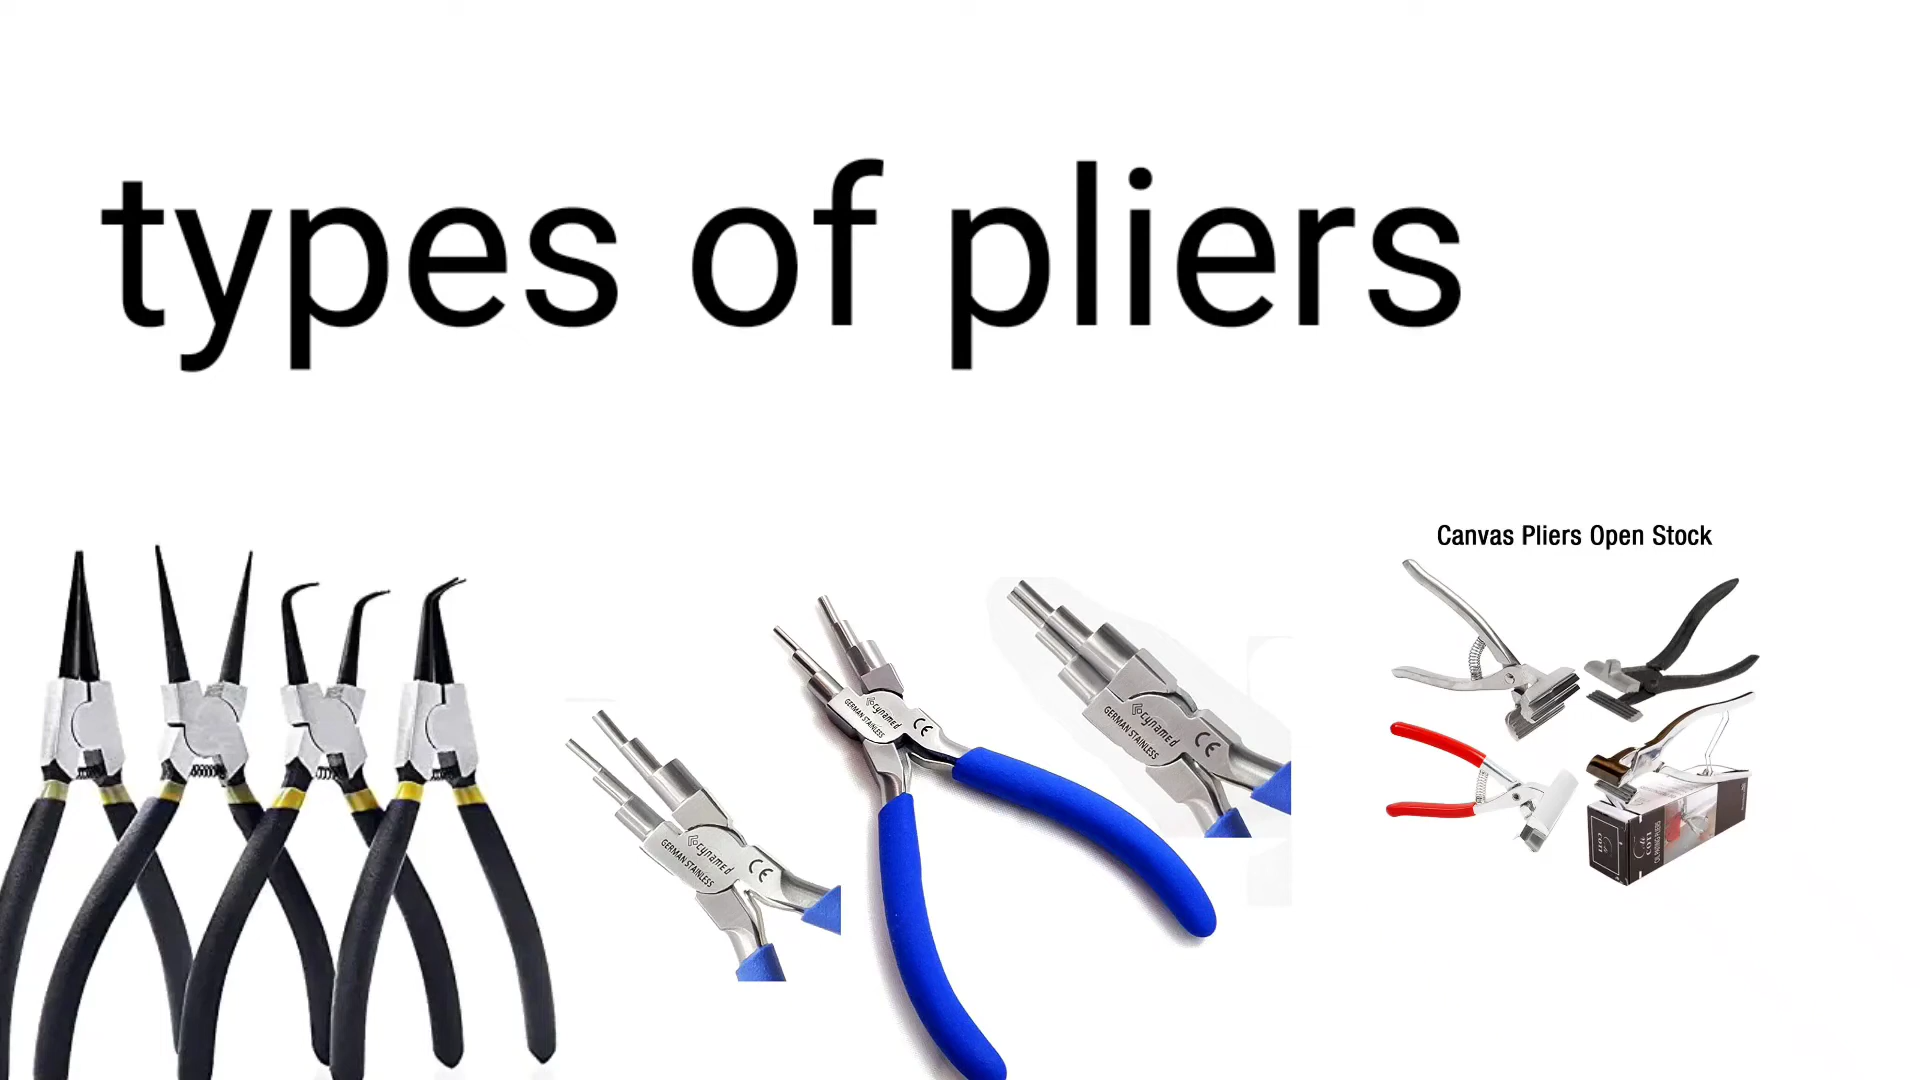 types of pliers
Canvas Pliers Open Stock
cynamed
GERMAN STAINLESS
CE
cynamed
GERMAN STAINLESS
CE
cynamed
GERMAN STAINLESS
CE